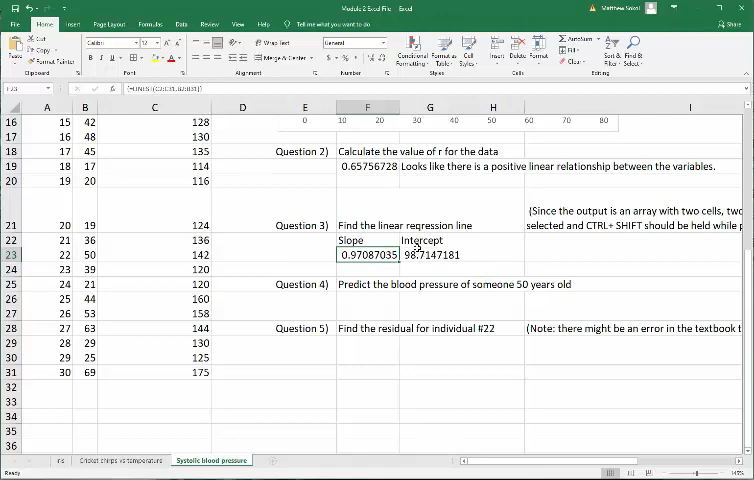 Module 2 Excel File - Excel
Matthew Sokol
File Home Insert Page Layout Formulas Data Review View Help Tell me what you want to do Share
Cut
Copy
Format Painter
Paste
Clipboard
Calibri 12
B I U
Font
Wrap Text
Merge & Center
Alignment
General
$ % ,
Number
Conditional Formatting
Format as Table
Cell Styles
Styles
Insert Delete Format
Cells
AutoSum
Fill
Clear
Sort & Filter
Find & Select
Editing
F23 fx {=LINEST(C2:C31,B2:B31)}
A B C D E F G H I
0 10 20 30 40 50 60 70 80
16 15 42 128
17 16 48 130
18 17 45 135 Question 2) Calculate the value of r for the data
19 18 17 114 0.65756728 Looks like there is a positive linear relationship between the variables.
20 19 20 116
(Since the output is an array with two cells, two
21 20 19 124 Question 3) Find the linear regression line selected and CTRL+ SHIFT should be held while p
22 21 36 136 Slope Intercept
23 22 50 142 0.97087035 98.7147181
24 23 39 120
25 24 21 120 Question 4) Predict the blood pressure of someone 50 years old
26 25 44 160
27 26 53 158
28 27 63 144 Question 5) Find the residual for individual #22 (Note: there might be an error in the textbook t
29 28 29 130
30 29 25 125
31 30 69 175
32
33
34
35
36
Cricket chirps vs temperature Systolic blood pressure
Ready 145%